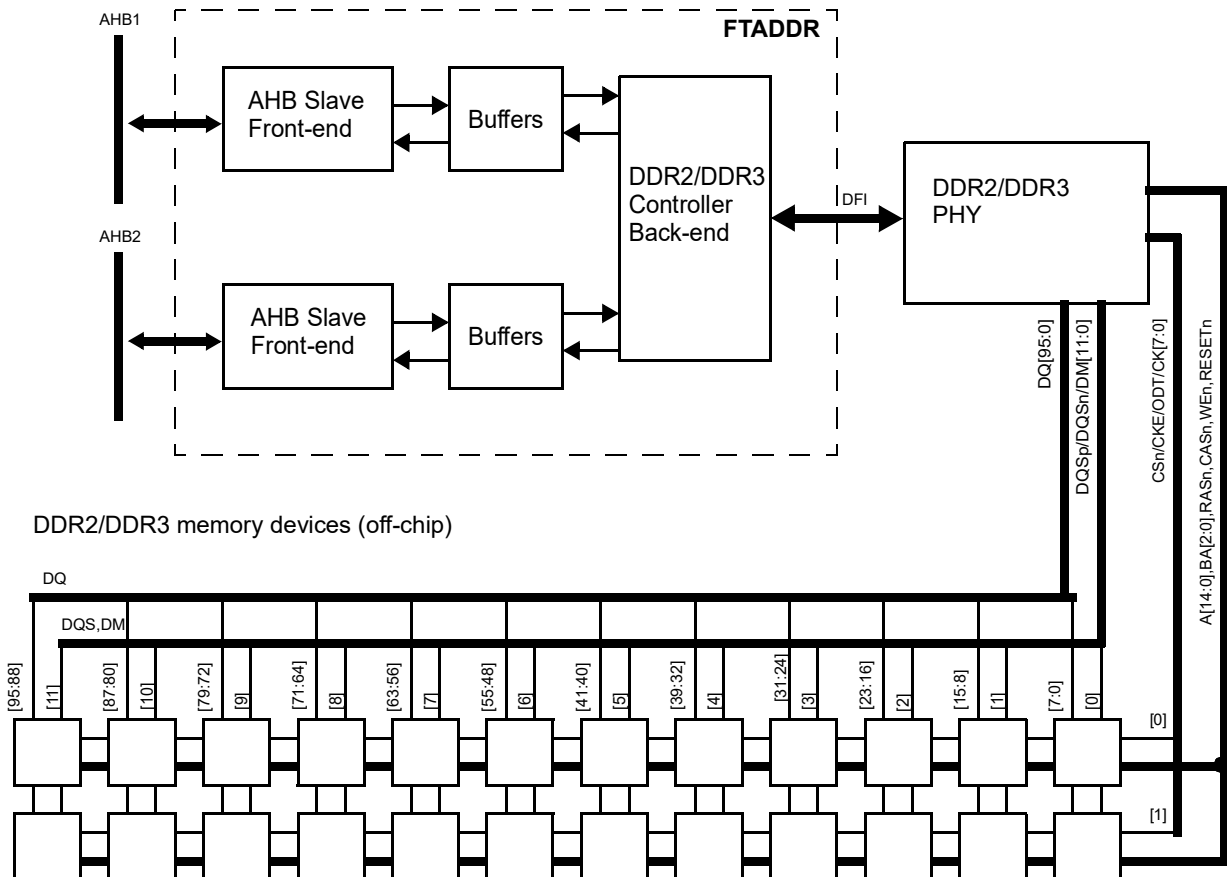 AHB1
FTADDR
AHB Slave
Front-end
Buffers
DDR2/DDR3
Controller
Back-end
DFI
DDR2/DDR3
PHY
AHB2
AHB Slave
Front-end
Buffers
DQ[95:0]
DQSp/DQSn/DM[11:0]
CSn/CKE/ODT/CK[7:0]
A[14:0],BA[2:0],RASn,CASn,WEn,RESETn
DDR2/DDR3 memory devices (off-chip)
DQ
DQS,DM
[95:88]
[11]
[87:80]
[10]
[79:72]
[9]
[71:64]
[8]
[63:56]
[7]
[55:48]
[6]
[41:40]
[5]
[39:32]
[4]
[31:24]
[3]
[23:16]
[2]
[15:8]
[1]
[7:0]
[0]
[0]
[1]